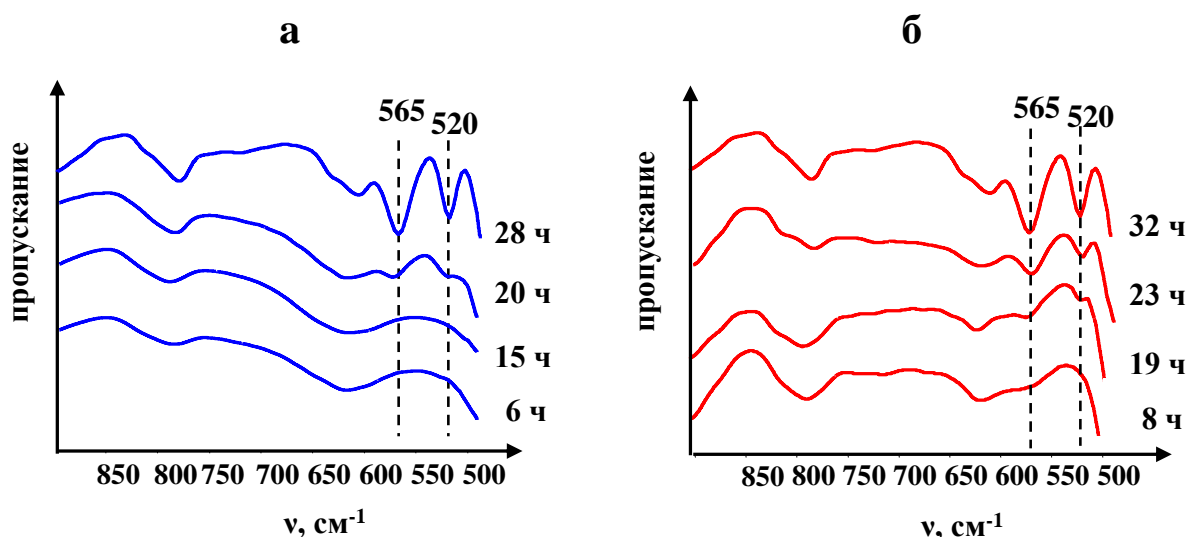 а
пропускание
565
520
28 ч
20 ч
15 ч
6 ч
850 800 750 700 650 600 550 500
ν, см-1
б
пропускание
565
520
32 ч
23 ч
19 ч
8 ч
850 800 750 700 650 600 550 500
ν, см-1